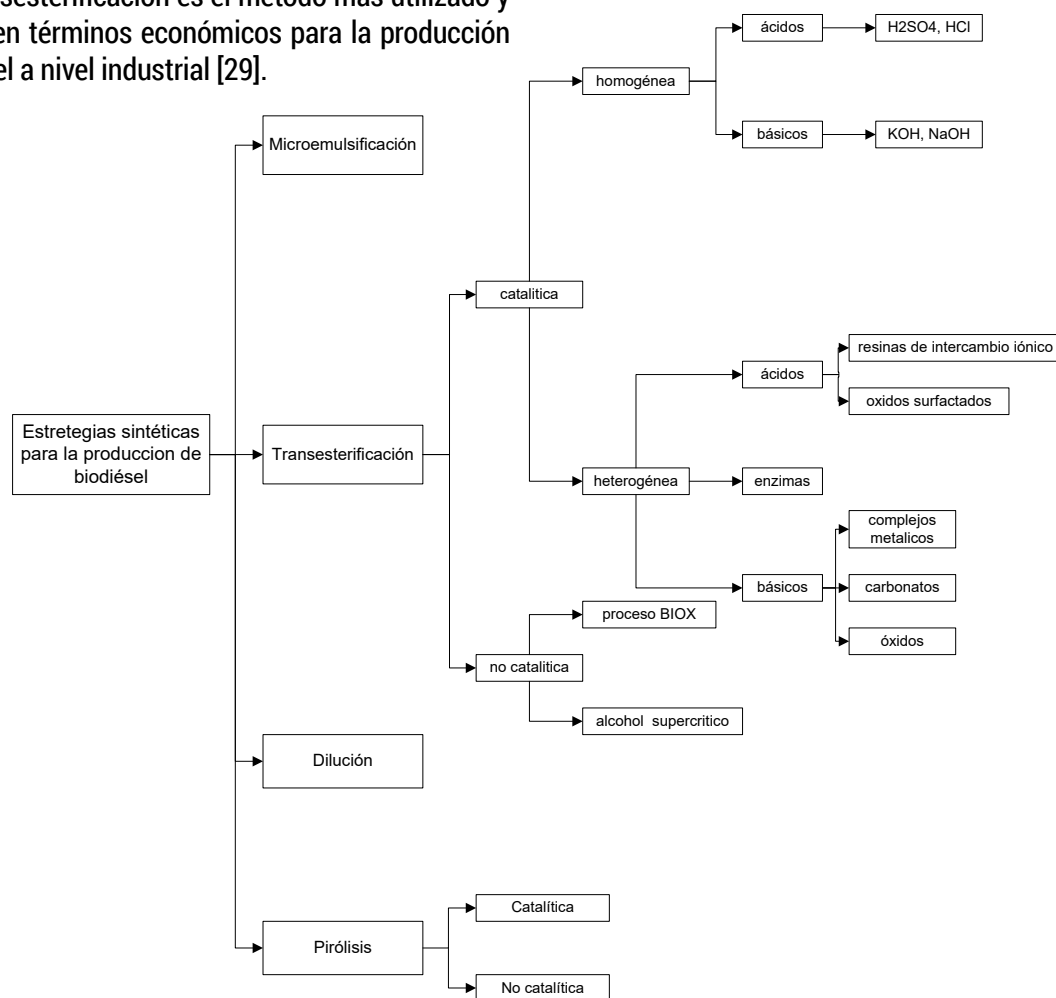 sesterificación es el método más utilizado y
en términos económicos para la producción
el a nivel industrial [29].
ácidos
H2SO4, HCl
homogénea
básicos
KOH, NaOH
Microemulsificación
catalitica
ácidos
resinas de intercambio iónico
oxidos surfactados
Estretegias sintéticas
para la produccion de
biodiésel
Transesterificación
heterogénea
enzimas
complejos
metalicos
básicos
carbonatos
óxidos
proceso BIOX
no catalitica
alcohol supercritico
Dilución
Catalítica
Pirólisis
No catalítica